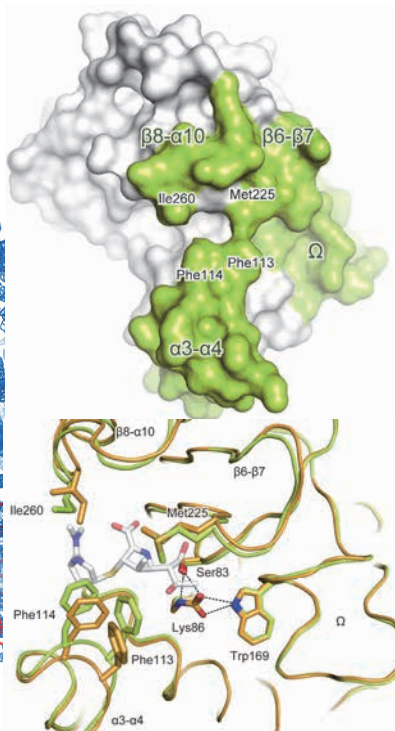 β8-α10 β6-β7
Ile260 Met225
Phe114 Phe113 Ω
α3-α4
β8-α10
β6-β7
Ile260
Met225
Ser83
Phe114
Lys86
Ω
Phe113
Trp169
α3-α4